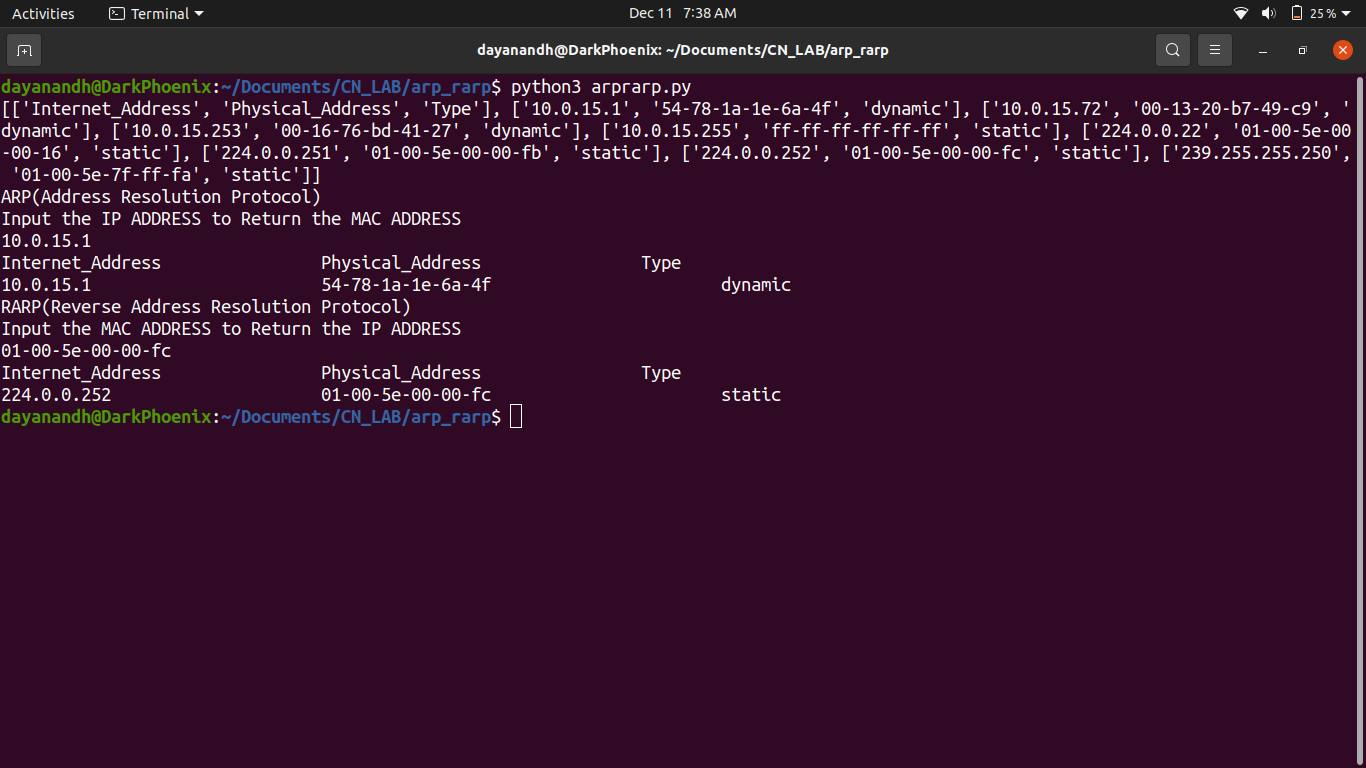 Activities Terminal Dec 11 7:38 AM 25%
dayanandh@DarkPhoenix: ~/Documents/CN_LAB/arp_rarp
dayanandh@DarkPhoenix:~/Documents/CN_LAB/arp_rarp$ python3 arprarp.py
[['Internet_Address', 'Physical_Address', 'Type'], ['10.0.15.1', '54-78-1a-1e-6a-4f', 'dynamic'], ['10.0.15.72', '00-13-20-b7-49-c9', '
dynamic'], ['10.0.15.253', '00-16-76-bd-41-27', 'dynamic'], ['10.0.15.255', 'ff-ff-ff-ff-ff-ff', 'static'], ['224.0.0.22', '01-00-5e-00
-00-16', 'static'], ['224.0.0.251', '01-00-5e-00-00-fb', 'static'], ['224.0.0.252', '01-00-5e-00-00-fc', 'static'], ['239.255.255.250',
 '01-00-5e-7f-ff-fa', 'static']]
ARP(Address Resolution Protocol)
Input the IP ADDRESS to Return the MAC ADDRESS
10.0.15.1
Internet_Address                Physical_Address                Type
10.0.15.1                       54-78-1a-1e-6a-4f                       dynamic
RARP(Reverse Address Resolution Protocol)
Input the MAC ADDRESS to Return the IP ADDRESS
01-00-5e-00-00-fc
Internet_Address                Physical_Address                Type
224.0.0.252                     01-00-5e-00-00-fc                       static
dayanandh@DarkPhoenix:~/Documents/CN_LAB/arp_rarp$